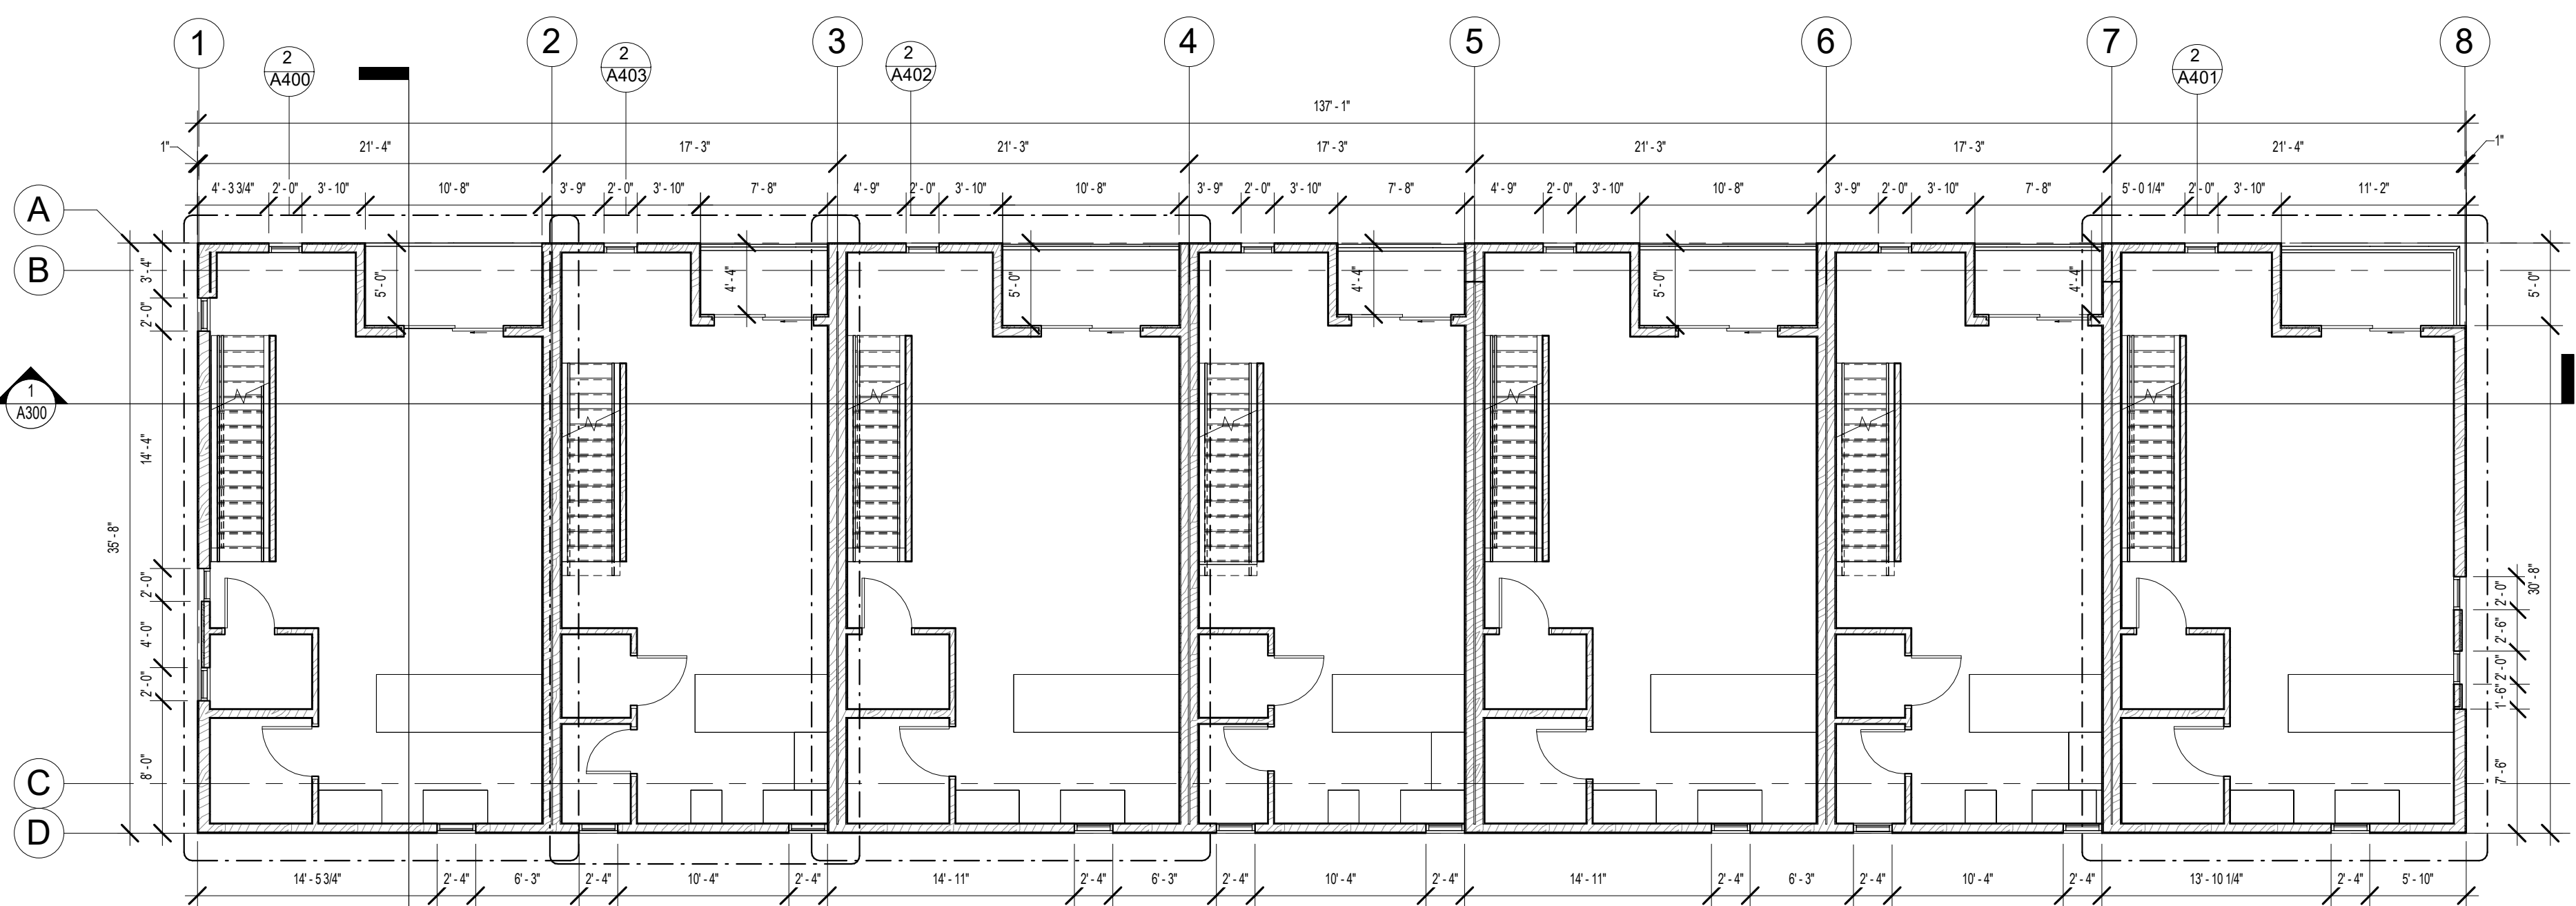 1 2 3 4 5 6 7 8
2
A400
2
A403
2
A402
2
A401
137' - 1"
1" 21' - 4" 17' - 3" 21' - 3" 17' - 3" 21' - 3" 17' - 3" 21' - 4" 1"
4' - 3 3/4" 2' - 0" 3' - 10" 10' - 8" 3' - 9" 2' - 0" 3' - 10" 7' - 8" 4' - 9" 2' - 0" 3' - 10" 10' - 8" 3' - 9" 2' - 0" 3' - 10" 7' - 8" 4' - 9" 2' - 0" 3' - 10" 10' - 8" 3' - 9" 2' - 0" 3' - 10" 7' - 8" 5' - 0 1/4" 2' - 0" 3' - 10" 11' - 2"
A
B
3' - 4"
2' - 0"
14' - 4"
2' - 0"
4' - 0"
2' - 0"
8' - 0"
35' - 8"
5' - 0" 4' - 4" 5' - 0" 4' - 4" 5' - 0" 4' - 4" 5' - 0"
1
A300
30' - 8"
2' - 0"
2' - 6"
2' - 0"
1' - 6"
7' - 6"
C
D
14' - 5 3/4" 2' - 4" 6' - 3" 2' - 4" 10' - 4" 2' - 4" 14' - 11" 2' - 4" 6' - 3" 2' - 4" 10' - 4" 2' - 4" 14' - 11" 2' - 4" 6' - 3" 2' - 4" 10' - 4" 2' - 4" 13' - 10 1/4" 2' - 4" 5' - 10"